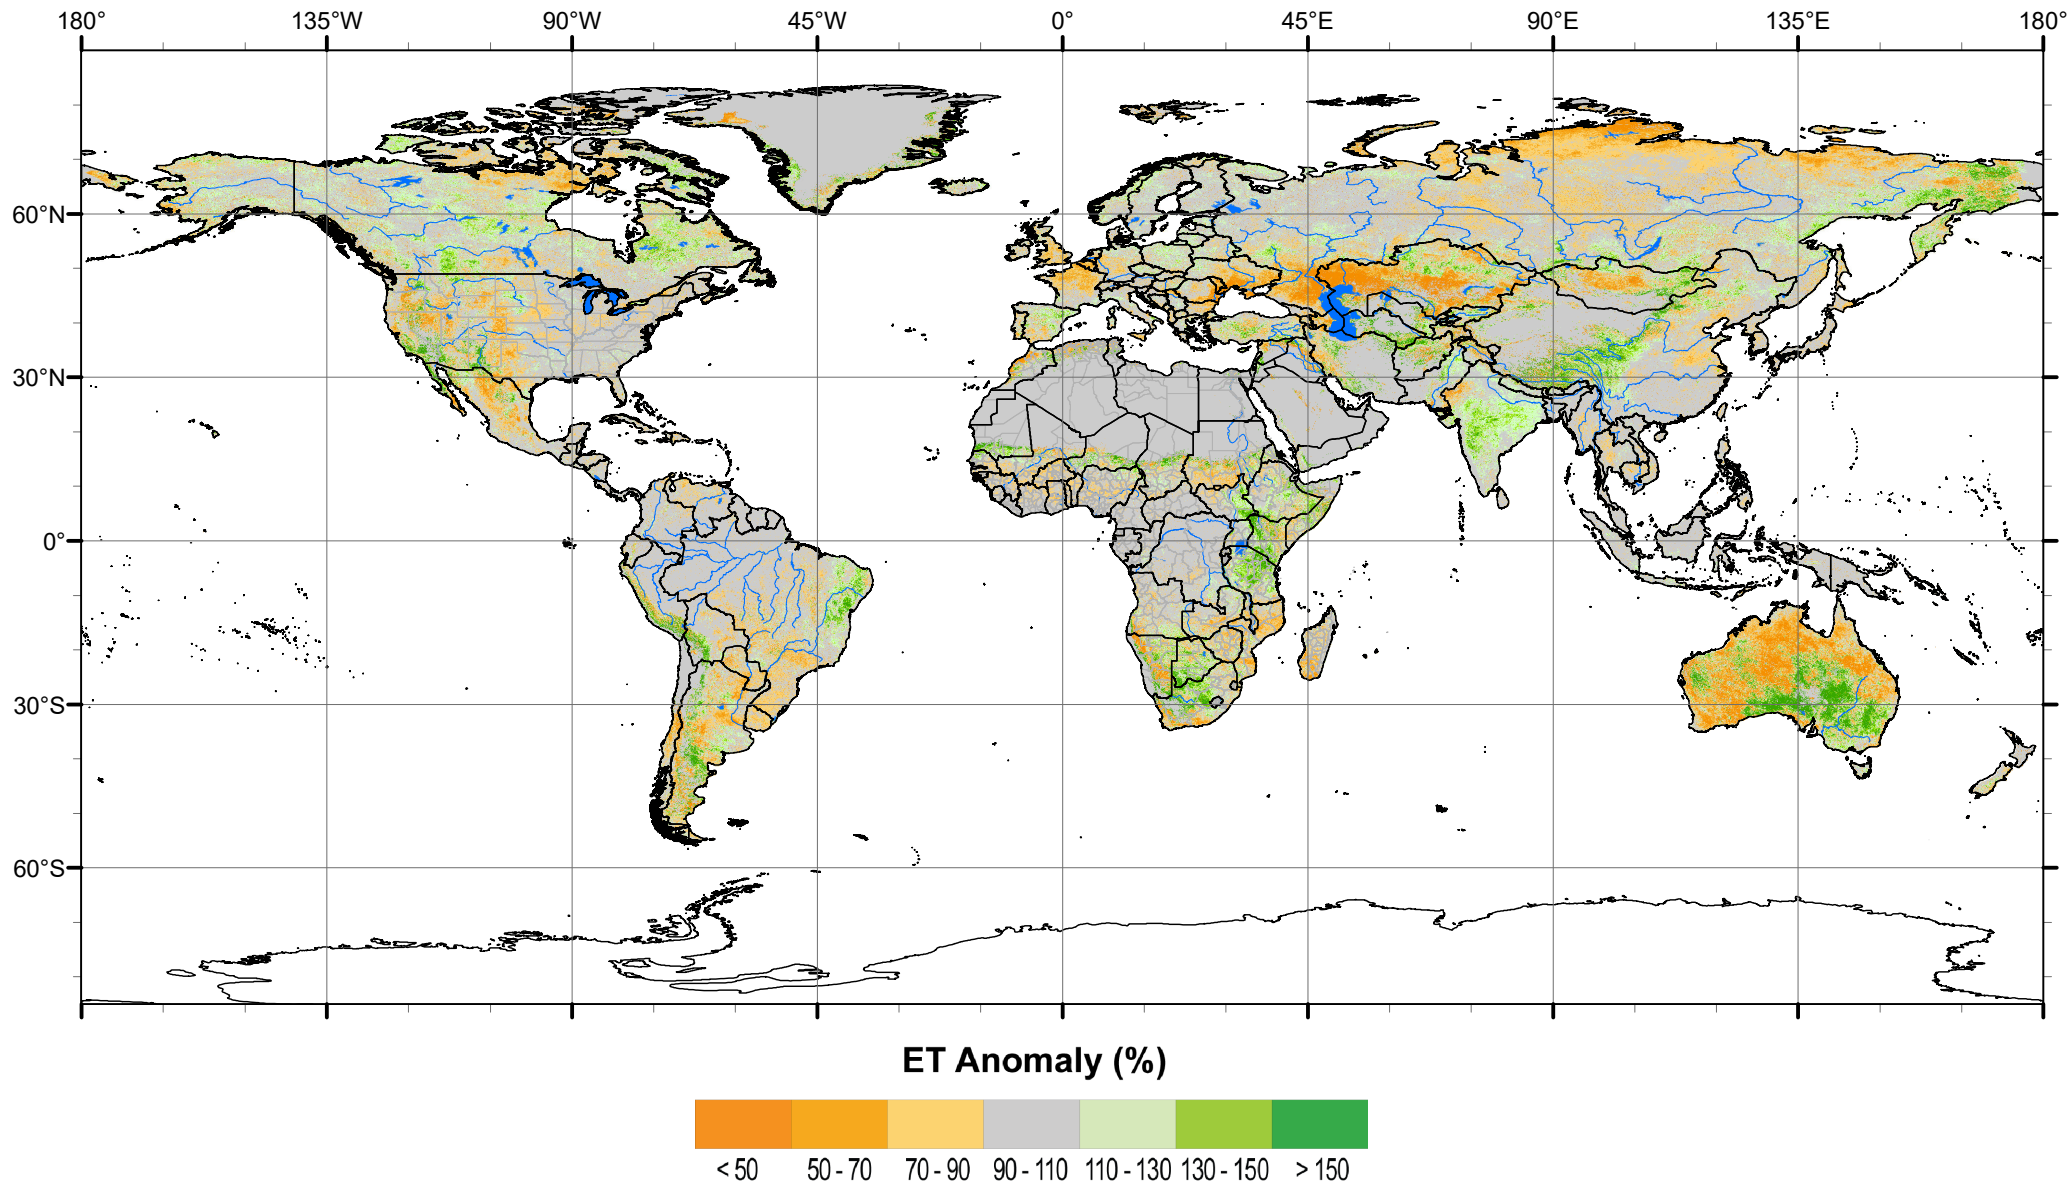 180° 135°W 90°W 45°W 0° 45°E 90°E 135°E 180°
60°N
30°N
0°
30°S
60°S
ET Anomaly (%)
< 50 50 - 70 70 - 90 90 - 110 110 - 130 130 - 150 > 150